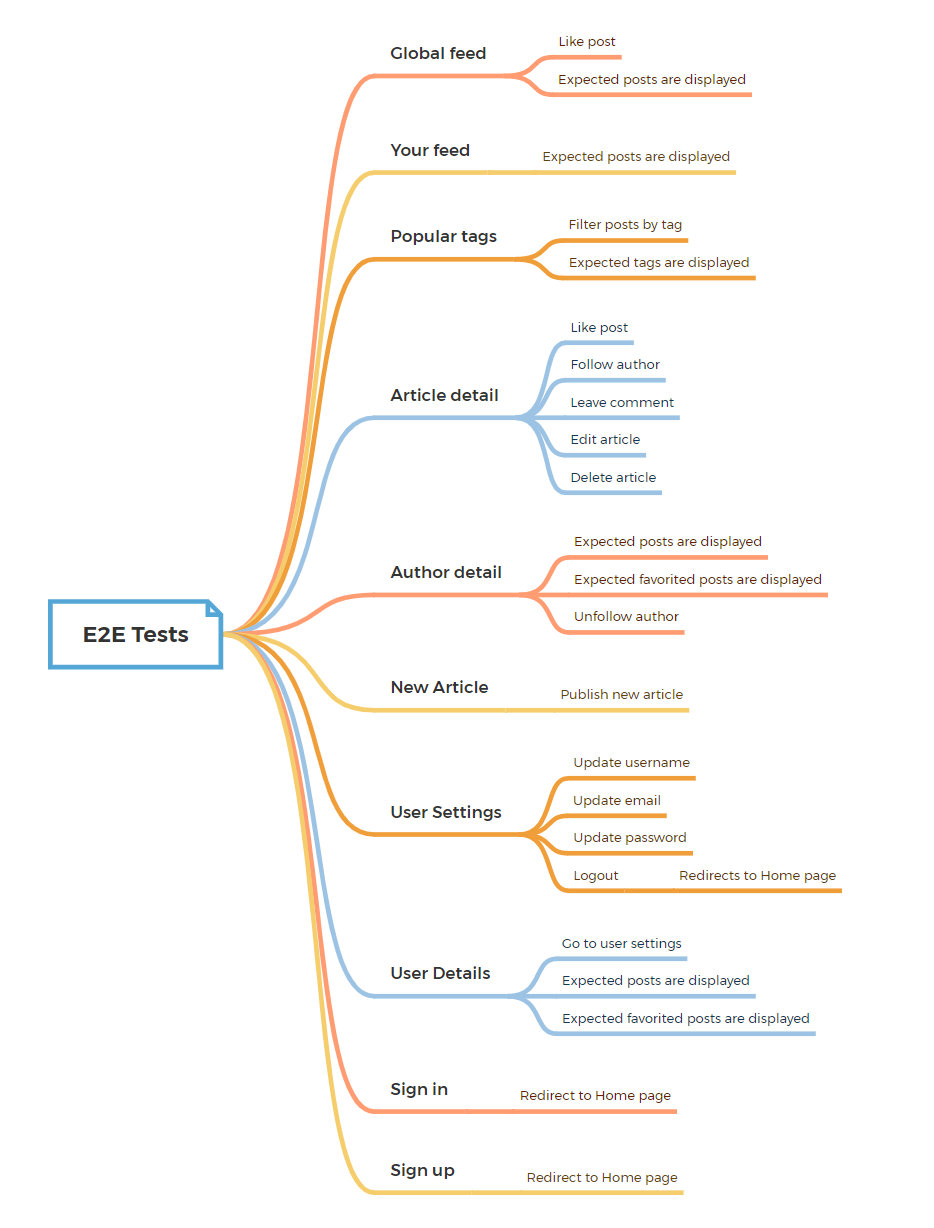 Global feed
Like post
Expected posts are displayed
Your feed
Expected posts are displayed
Popular tags
Filter posts by tag
Expected tags are displayed
Article detail
Like post
Follow author
Leave comment
Edit article
Delete article
Author detail
Expected posts are displayed
Expected favorited posts are displayed
Unfollow author
E2E Tests
New Article
Publish new article
User Settings
Update username
Update email
Update password
Logout
Redirects to Home page
User Details
Go to user settings
Expected posts are displayed
Expected favorited posts are displayed
Sign in
Redirect to Home page
Sign up
Redirect to Home page